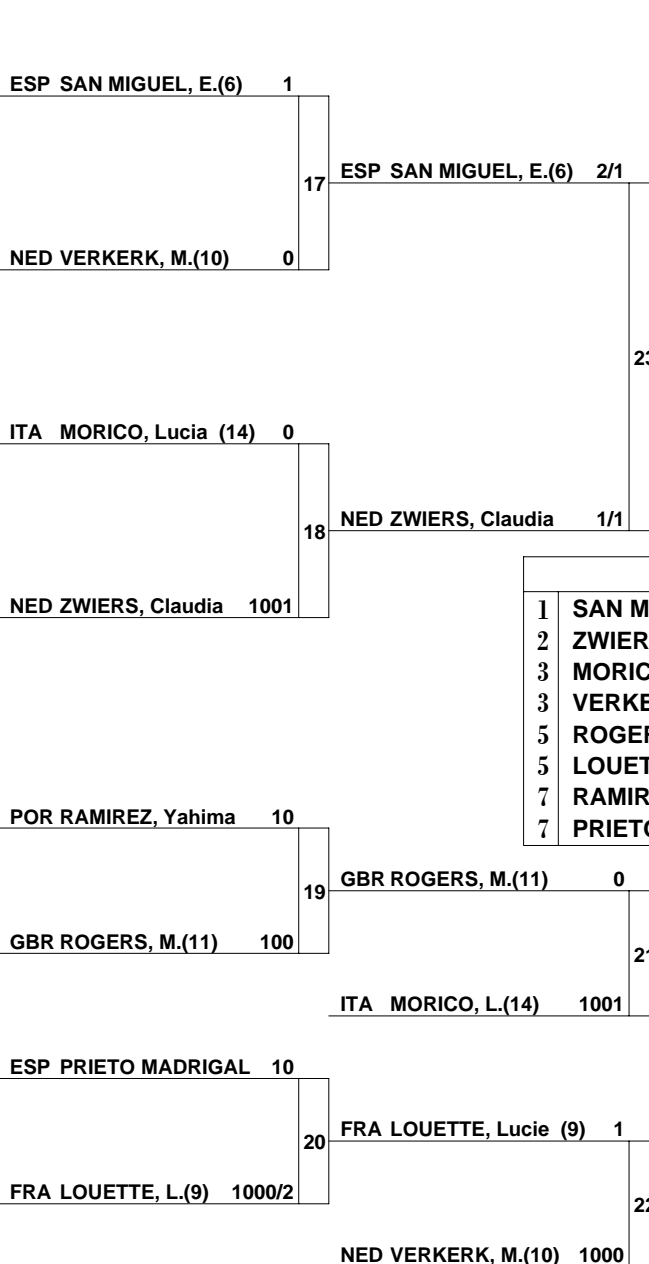 ESP SAN MIGUEL, E.(6) 1
17
ESP SAN MIGUEL, E.(6) 2/1
NED VERKERK, M.(10) 0
23
ITA MORICO, Lucia (14) 0
18
NED ZWIERS, Claudia 1/1
NED ZWIERS, Claudia 1001
1 SAN M
2 ZWIER
3 MORIC
3 VERKE
5 ROGER
5 LOUET
7 RAMIR
7 PRIETO
POR RAMIREZ, Yahima 10
19
GBR ROGERS, M.(11) 0
GBR ROGERS, M.(11) 100
21
ITA MORICO, L.(14) 1001
ESP PRIETO MADRIGAL 10
20
FRA LOUETTE, Lucie (9) 1
FRA LOUETTE, L.(9) 1000/2
22
NED VERKERK, M.(10) 1000